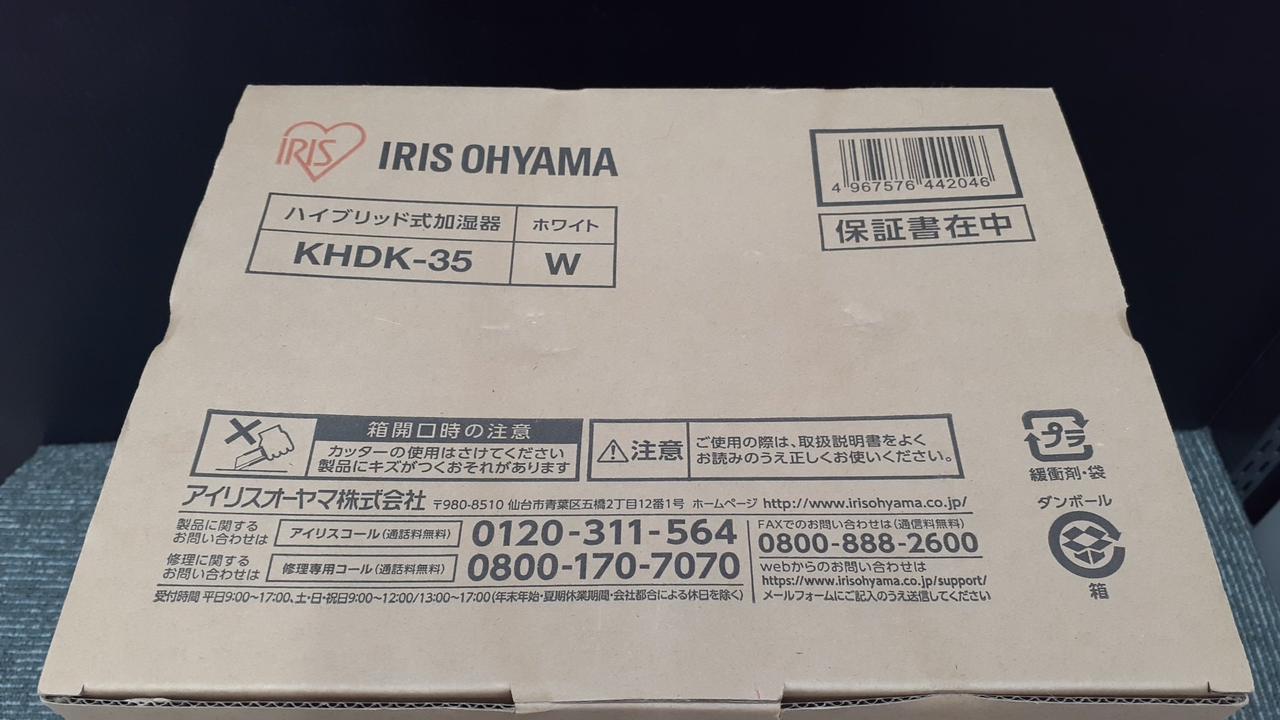 IRIS
IRIS OHYAMA
ハイブリッド式加湿器
ホワイト
KHDK-35
W
4 967576 442046
保証書在中
箱開口時の注意
カッターの使用はさけてください
製品にキズがつくおそれがあります
注意
ご使用の際は、取扱説明書をよく
お読みのうえ正しくお使いください。
プラ
緩衝剤・袋
アイリスオーヤマ株式会社 〒980-8510 仙台市青葉区五橋2丁目12番1号 ホームページ http://www.irisohyama.co.jp/
製品に関する
お問い合わせは
アイリスコール(通話料無料)
0120-311-564
修理に関する
お問い合わせは
修理専用コール(通話料無料)
0800-170-7070
受付時間 平日9:00~17:00、土・日・祝日9:00~12:00/13:00~17:00(年末年始・夏期休業期間・会社都合による休日を除く)
FAXでのお問い合わせは(通信料無料)
0800-888-2600
webからのお問い合わせは
https://www.irisohyama.co.jp/support/
メールフォームにご記入のうえ送信してください
ダンボール
箱